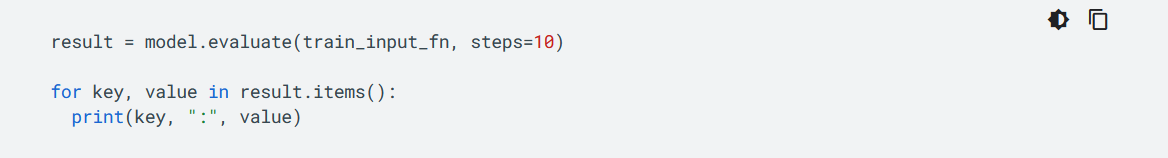 result = model.evaluate(train_input_fn, steps=10)
for key, value in result.items():
  print(key, ":", value)